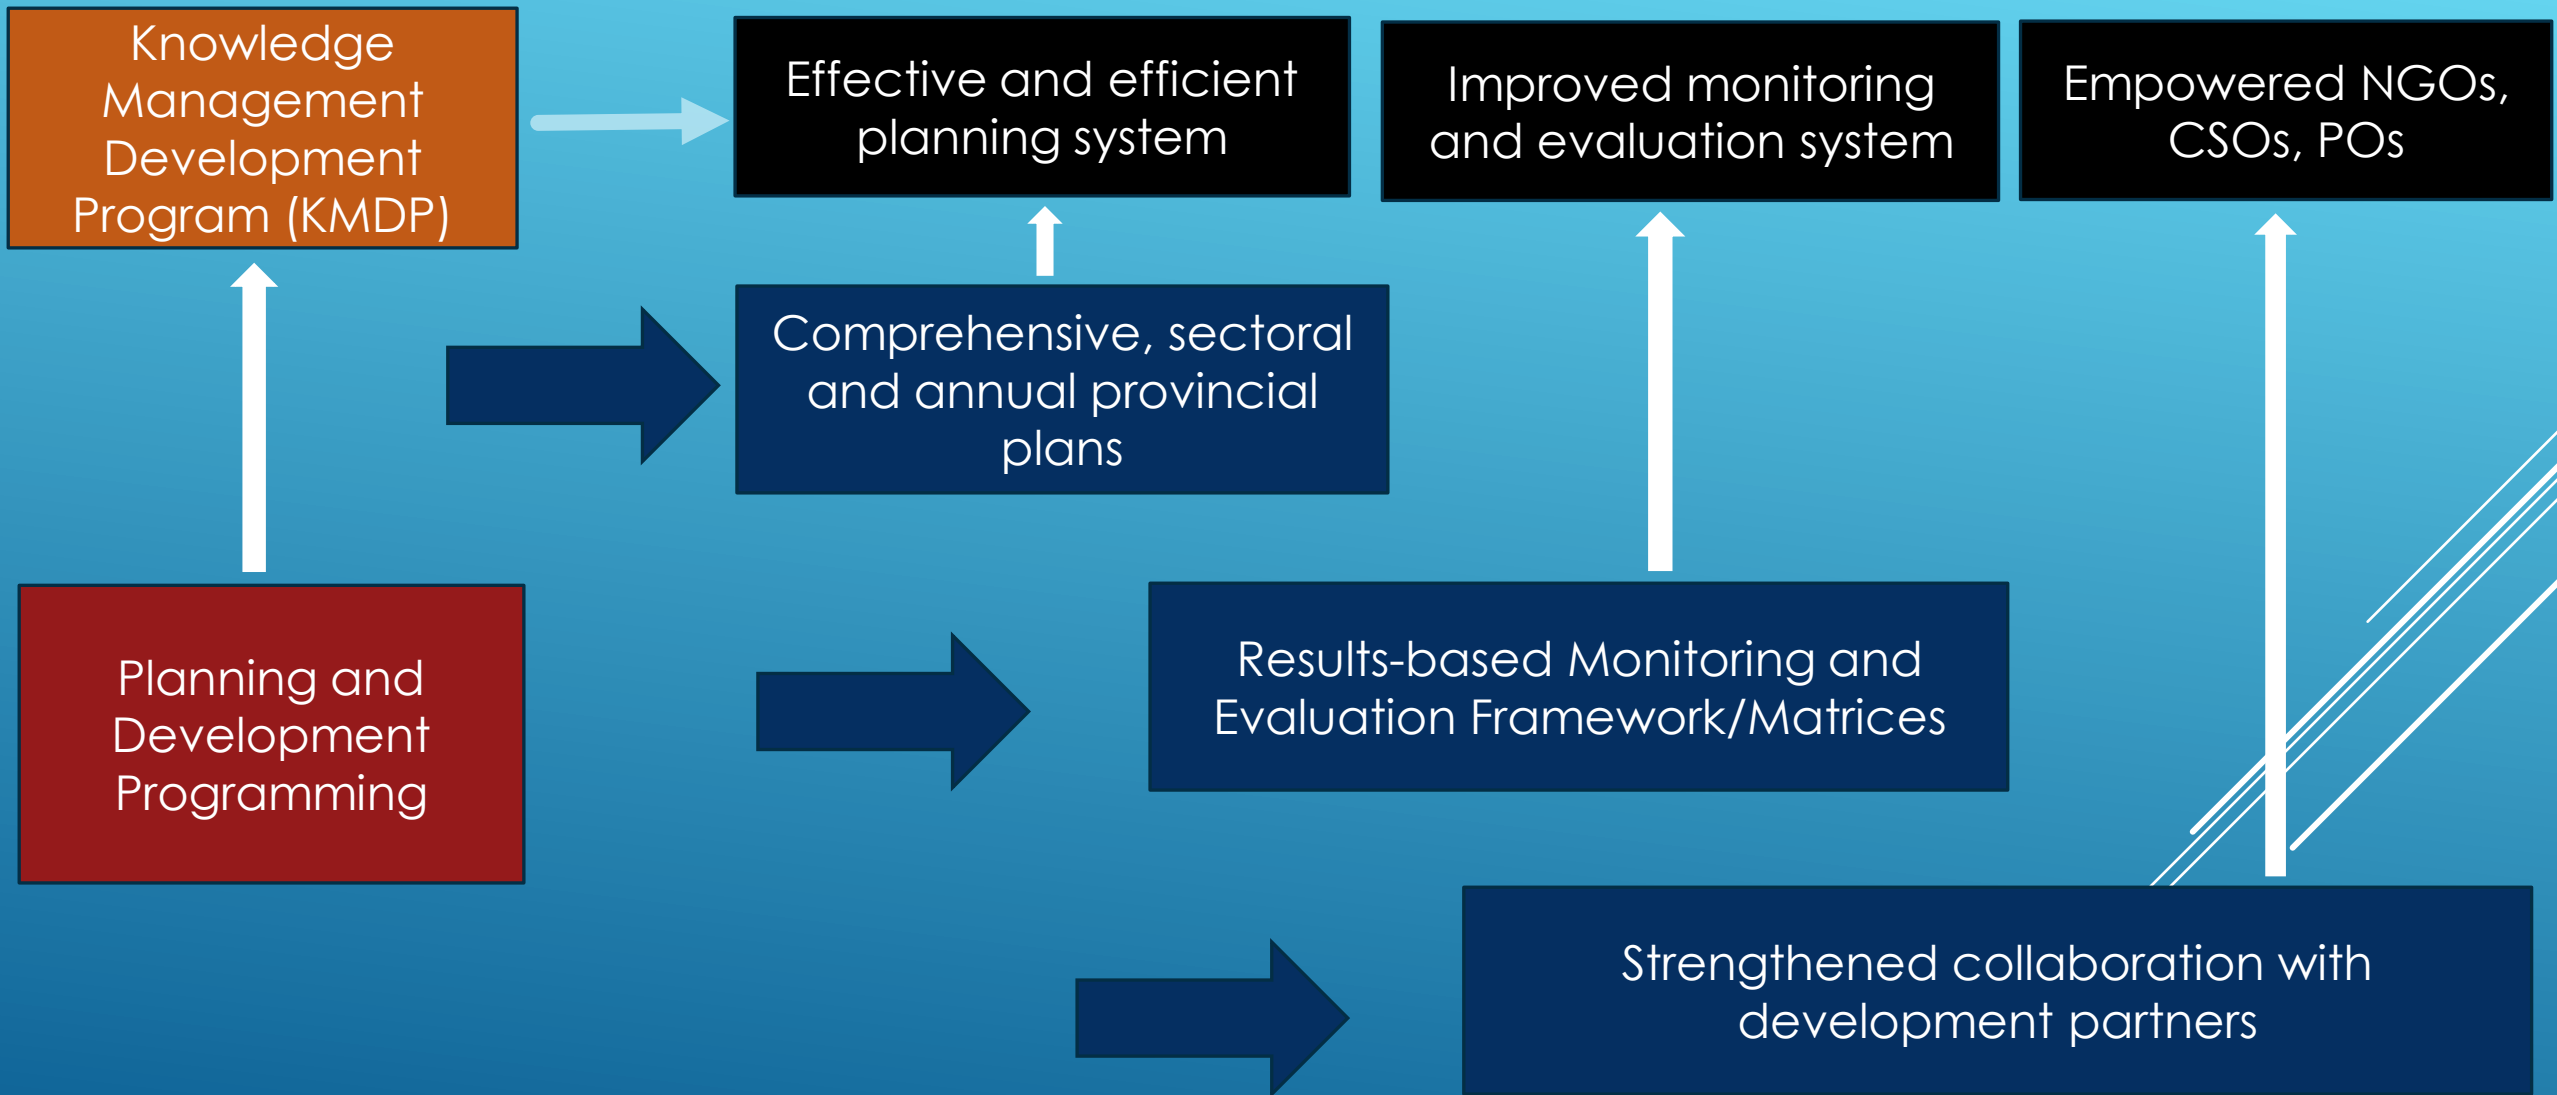 Knowledge
Management
Development
Program (KMDP)
Effective and efficient
planning system
Improved monitoring
and evaluation system
Empowered NGOs,
CSOs, POs
Comprehensive, sectoral
and annual provincial
plans
Planning and
Development
Programming
Results-based Monitoring and
Evaluation Framework/Matrices
Strengthened collaboration with
development partners